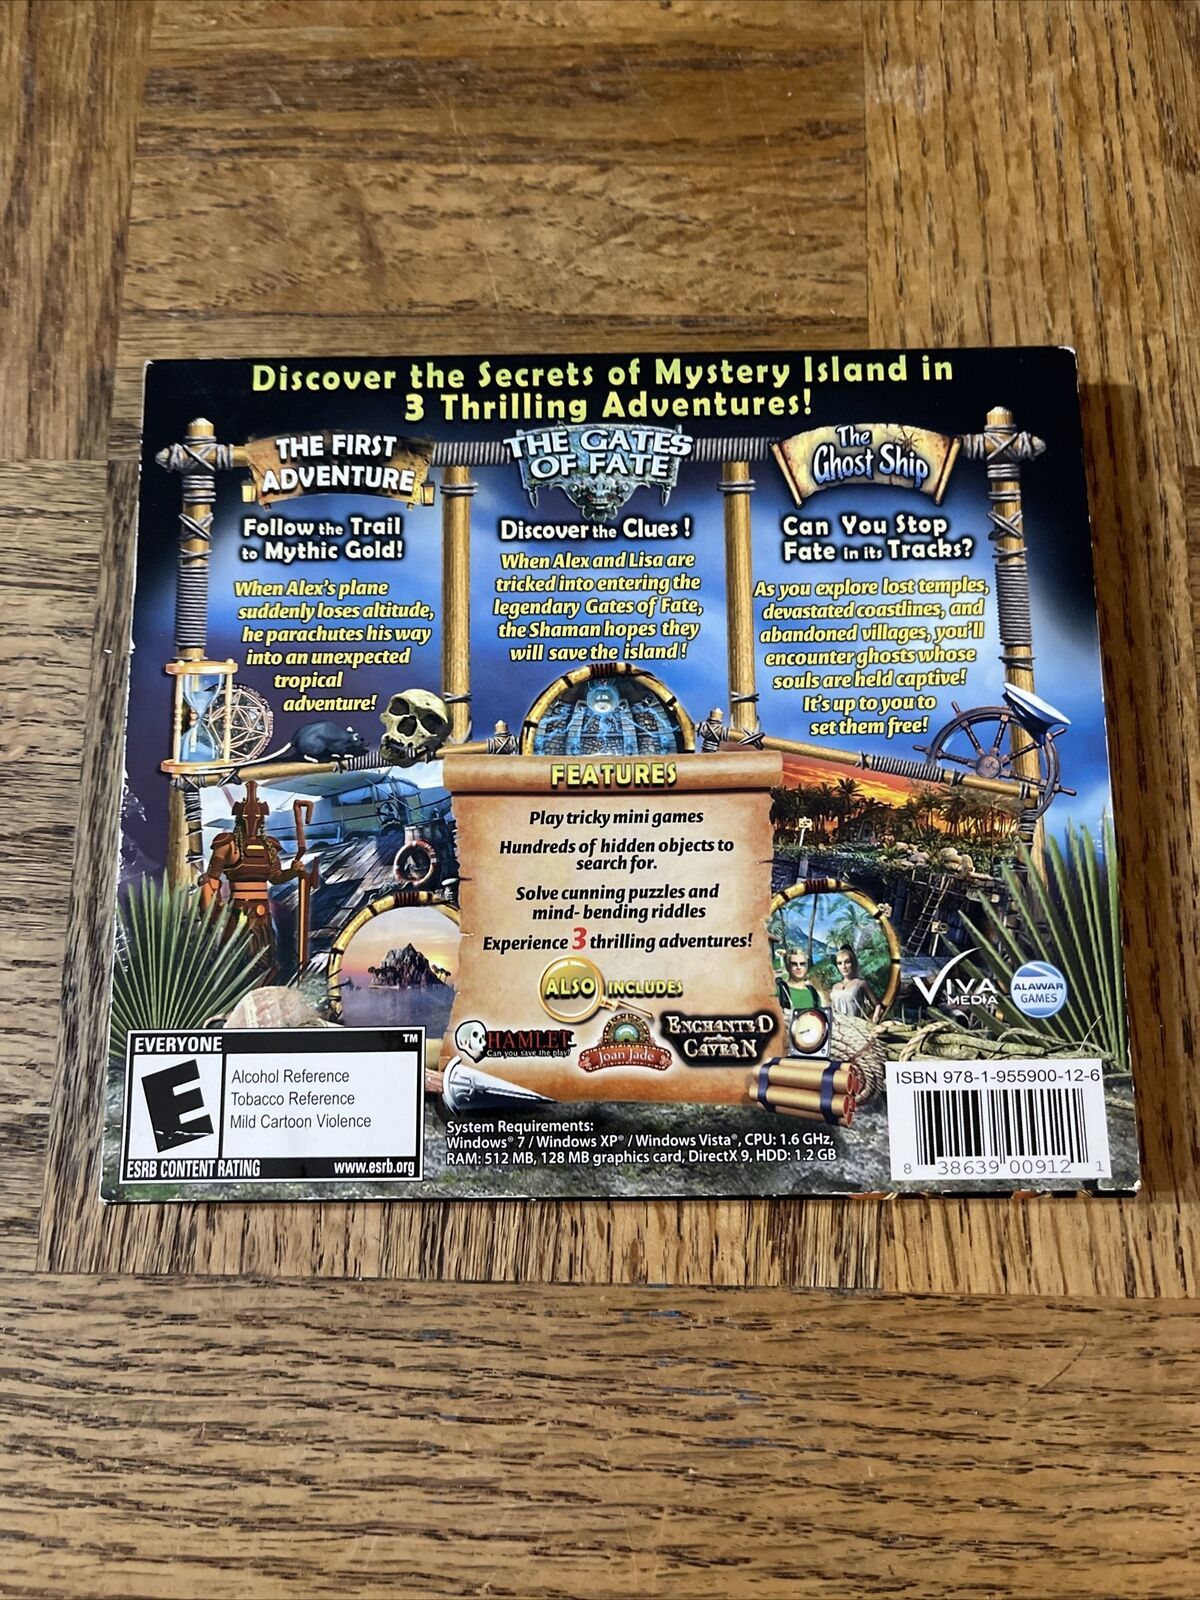 Discover the Secrets of Mystery Island in
3 Thrilling Adventures!
THE FIRST
ADVENTURE
Follow the Trail
to Mythic Gold!
When Alex's plane
suddenly loses altitude,
he parachutes his way
into an unexpected
tropical
adventure!
THE GATES
OF FATE
Discover the Clues !
When Alex and Lisa are
tricked into entering the
legendary Gates of Fate,
the Shaman hopes they
will save the island!
The
Ghost Ship
Can You Stop
Fate in its Tracks?
As you explore lost temples,
devastated coastlines, and
abandoned villages, you'll
encounter ghosts whose
souls are held captive!
It's up to you to
set them free!
FEATURES
Play tricky mini games
Hundreds of hidden objects to
search for.
Solve cunning puzzles and
mind- bending riddles
Experience 3 thrilling adventures!
ALSO INCLUDES
HAMLET
Can you save the play?
Joan Jade
ENCHANTED
CAVERN
VIVA
MEDIA
ALAWAR
GAMES
EVERYONE ™
E
Alcohol Reference
Tobacco Reference
Mild Cartoon Violence
ESRB CONTENT RATING www.esrb.org
System Requirements:
Windows® 7 / Windows XP® / Windows Vista®, CPU: 1.6 GHz,
RAM: 512 MB, 128 MB graphics card, DirectX 9, HDD: 1.2 GB
ISBN 978-1-955900-12-6
8 38639 00912 1